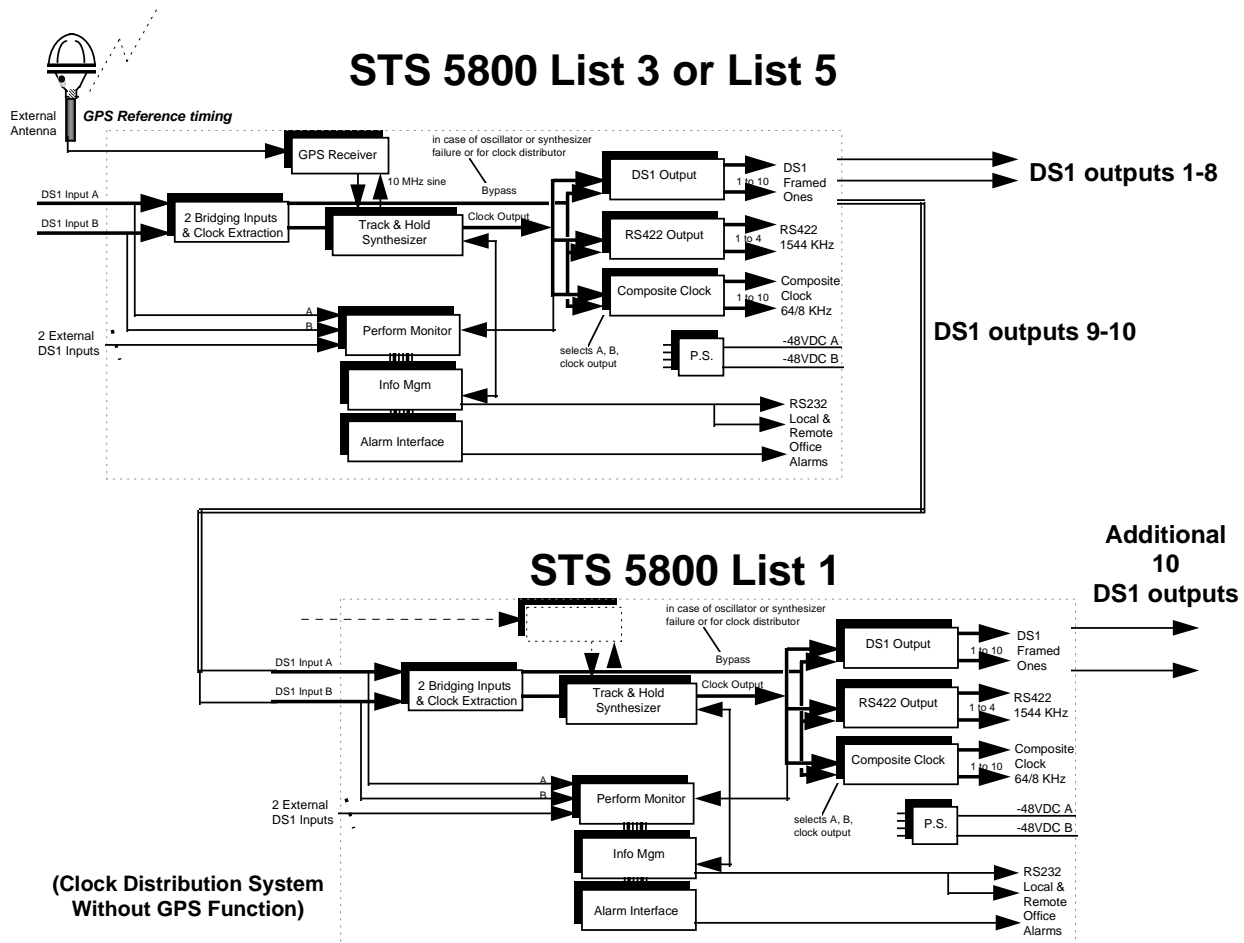 STS 5800 List 3 or List 5
External
Antenna
GPS Reference timing
GPS Receiver
in case of oscillator or synthesizer
failure or for clock distributor
Bypass
10 MHz sine
DS1 Input A
DS1 Input B
2 Bridging Inputs
& Clock Extraction
Track & Hold
Synthesizer
Clock Output
DS1 Output
1 to 10
DS1
Framed
Ones
DS1 outputs 1-8
RS422 Output
1 to 4
RS422
1544 KHz
Composite Clock
1 to 10
Composite
Clock
64/8 KHz
A
B
2 External
DS1 Inputs
Perform Monitor
selects A, B,
clock output
P.S.
-48VDC A
-48VDC B
DS1 outputs 9-10
Info Mgm
RS232
Local &
Remote
Alarm Interface
Office
Alarms
STS 5800 List 1
Additional
10
DS1 outputs
in case of oscillator or synthesizer
failure or for clock distributor
Bypass
DS1 Input A
DS1 Input B
2 Bridging Inputs
& Clock Extraction
Track & Hold
Synthesizer
Clock Output
DS1 Output
1 to 10
DS1
Framed
Ones
RS422 Output
1 to 4
RS422
1544 KHz
Composite Clock
1 to 10
Composite
Clock
64/8 KHz
A
B
2 External
DS1 Inputs
Perform Monitor
selects A, B,
clock output
P.S.
-48VDC A
-48VDC B
Info Mgm
RS232
Local &
Remote
Alarm Interface
Office
Alarms
(Clock Distribution System
Without GPS Function)